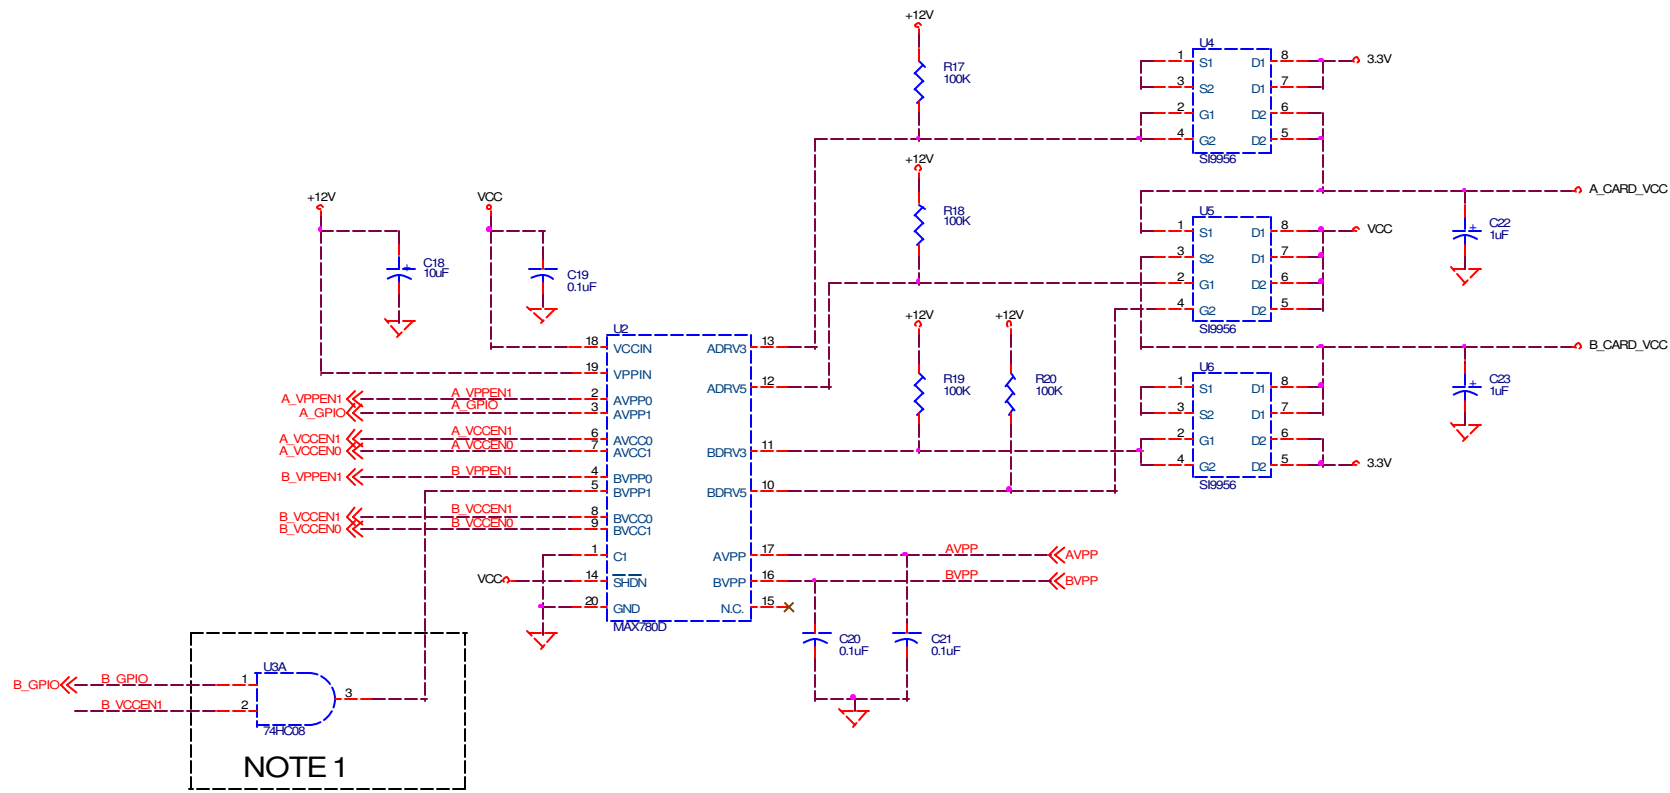 +12V
R17
100K
U4
1 S1 D1 8 3.3V
3 S2 D1 7
2 G1 D2 6
4 G2 D2 5
SI9956
+12V
R18
100K
A_CARD_VCC
C22
1uF
U5
1 S1 D1 8 VCC
3 S2 D1 7
2 G1 D2 6
4 G2 D2 5
SI9956
+12V
VCC
C18
10uF
C19
0.1uF
+12V
+12V
R19
100K
R20
100K
B_CARD_VCC
C23
1uF
U6
1 S1 D1 8
3 S2 D1 7
2 G1 D2 6
4 G2 D2 5 3.3V
SI9956
U2
18 VCCIN ADRV3 13
19 VPPIN
ADRV5 12
A_VPPEN1 A_VPPEN1 2 AVPP0
A_GPIO A_GPIO 3 AVPP1
A_VCCEN1 A_VCCEN1 6 AVCC0
A_VCCEN0 A_VCCEN0 7 AVCC1 BDRV3 11
B_VPPEN1 B_VPPEN1 4 BVPP0
5 BVPP1 BDRV5 10
B_VCCEN1 B_VCCEN1 8 BVCC0
B_VCCEN0 B_VCCEN0 9 BVCC1
1 C1 AVPP 17 AVPP AVPP
VCC 14 SHDN BVPP 16 BVPP BVPP
20 GND N.C. 15
MAX780D
C20
0.1uF
C21
0.1uF
U3A
B_GPIO B_GPIO 1
3
B_VCCEN1 2
74HC08
NOTE 1